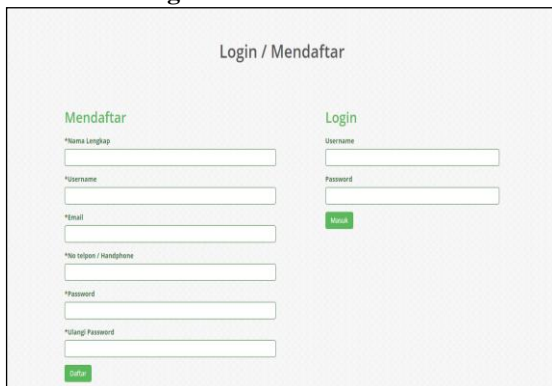 Login / Mendaftar
Mendaftar
*Nama Lengkap
*Username
*Email
*No telpon / Handphone
*Password
*Ulangi Password
Daftar
Login
Username
Password
Masuk